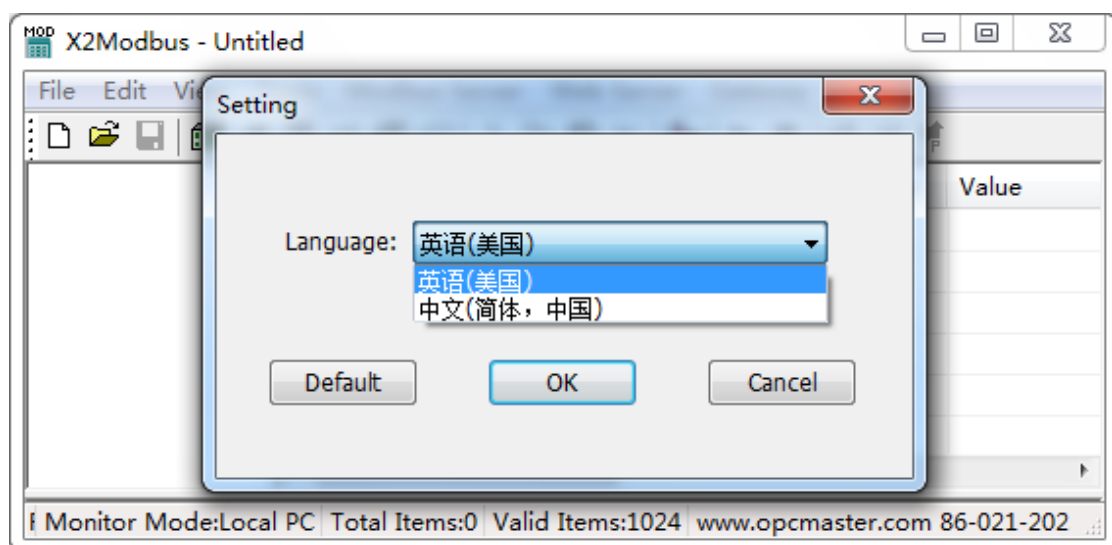 MOD X2Modbus - Untitled
File Edit
Setting
Value
Language: 英语(美国)
英语(美国)
中文(简体，中国)
Default OK Cancel
Monitor Mode:Local PC Total Items:0 Valid Items:1024 www.opcmaster.com 86-021-202